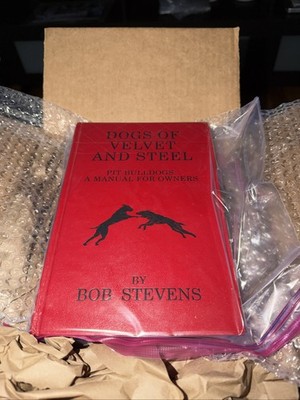 DOGS OF
VELVET
AND STEEL
PIT BULLDOGS:
A MANUAL FOR OWNERS
BY
BOB STEVENS